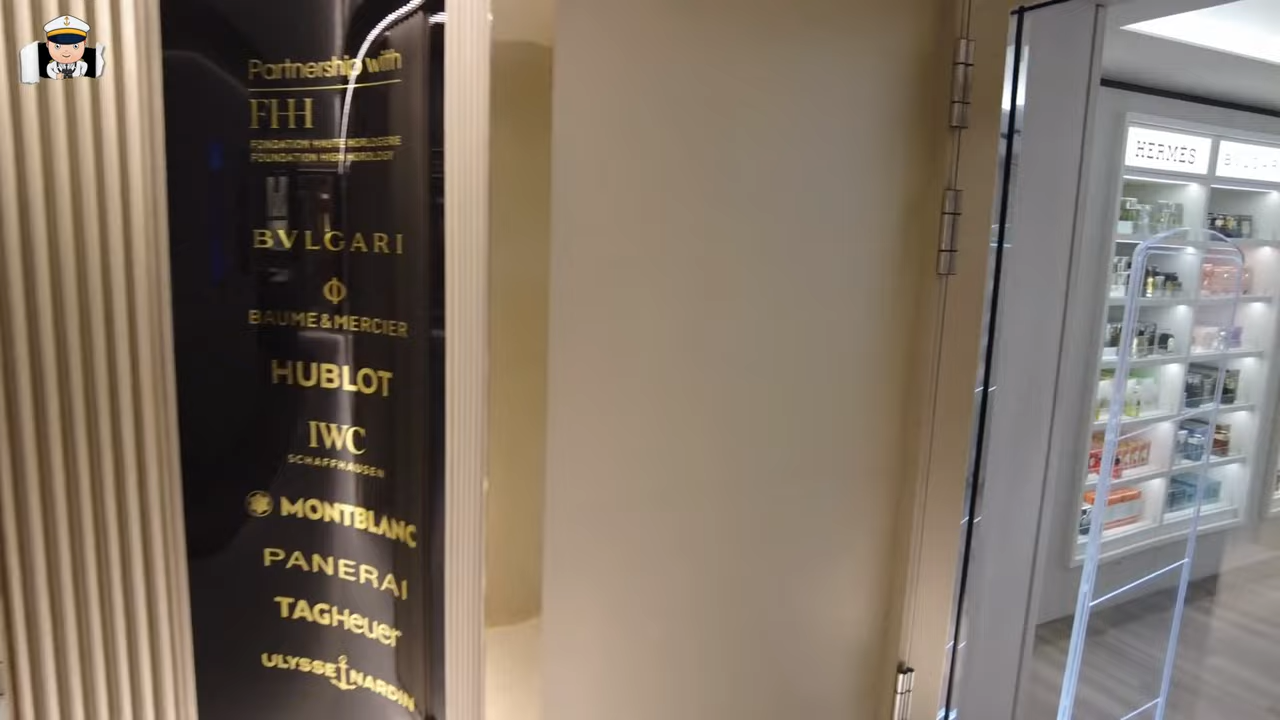 Partnership with
FHH
FONDATION HAUTE HORLOGERIE
FOUNDATION HIGH HOROLOGY
BVLGARI
BAUME & MERCIER
HUBLOT
IWC
SCHAFFHAUSEN
MONTBLANC
PANERAI
TAGHeuer
ULYSSE NARDIN
HERMÈS
BVLGARI